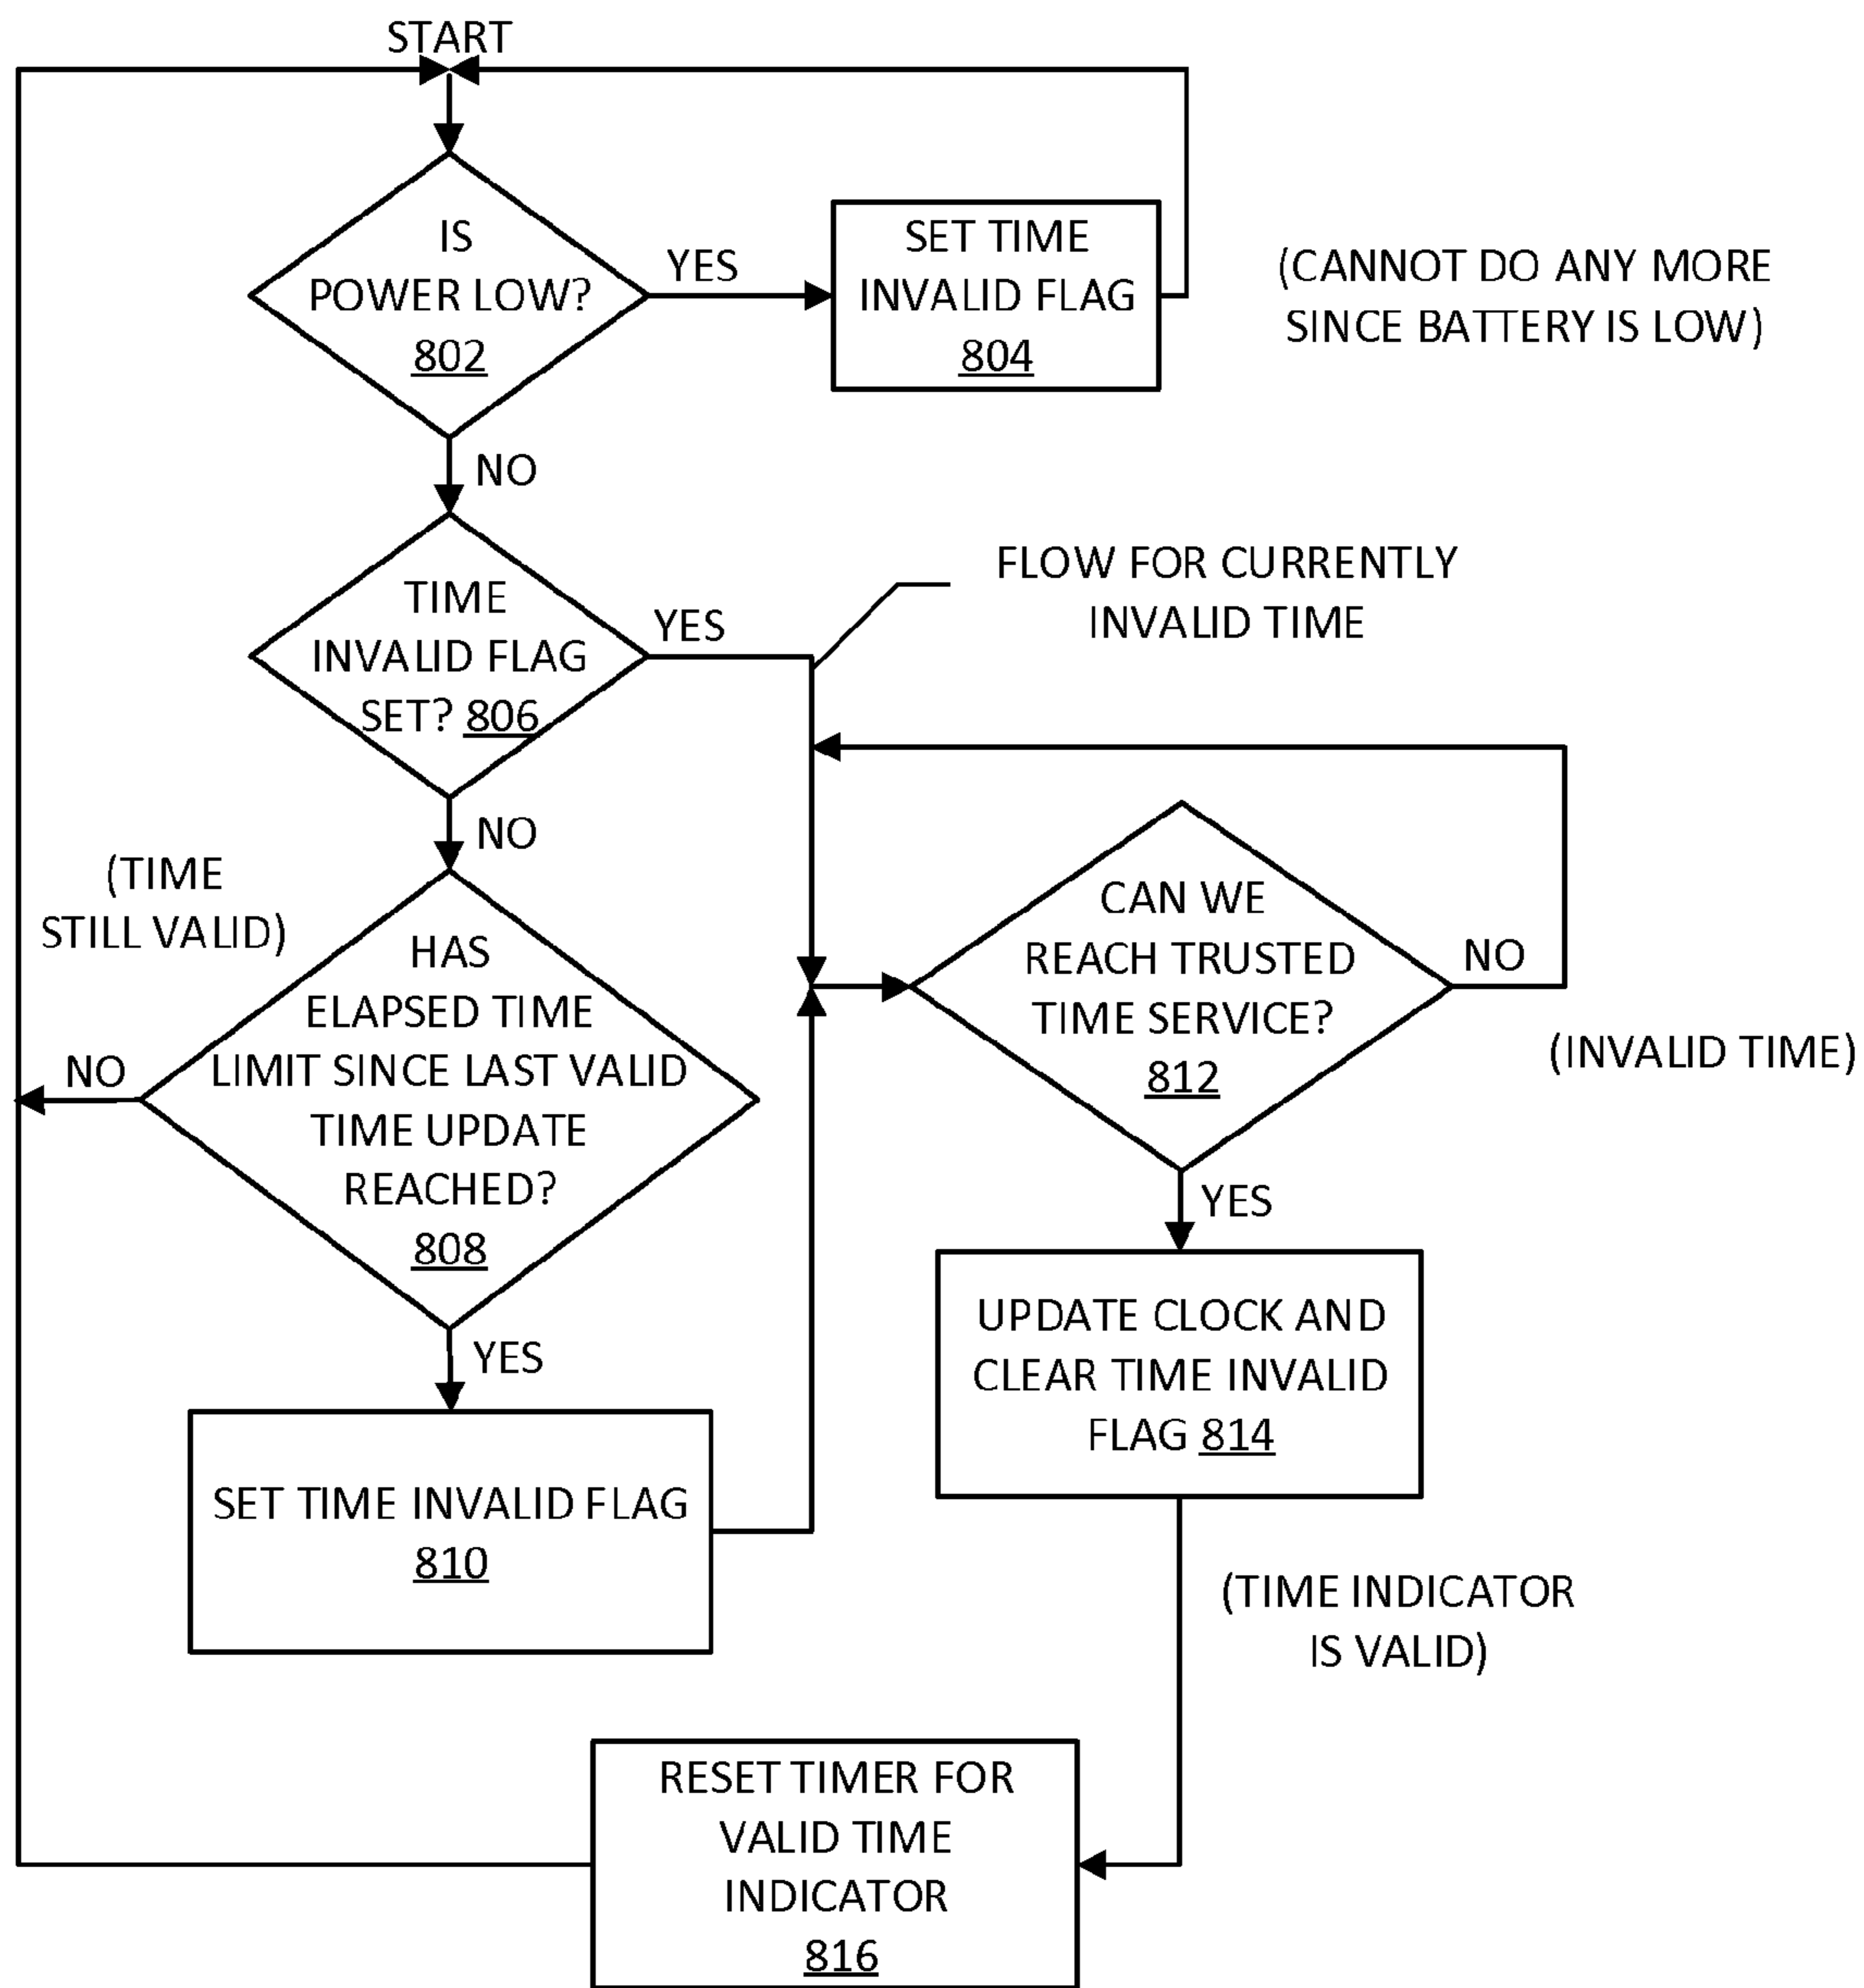 START
IS
POWER LOW?
802
YES
SET TIME
INVALID FLAG
804
(CANNOT DO ANY MORE
SINCE BATTERY IS LOW)
NO
TIME
INVALID FLAG
SET? 806
YES
FLOW FOR CURRENTLY
INVALID TIME
NO
(TIME
STILL VALID)
HAS
ELAPSED TIME
LIMIT SINCE LAST VALID
TIME UPDATE
REACHED?
808
NO
CAN WE
REACH TRUSTED
TIME SERVICE?
812
NO
(INVALID TIME)
YES
YES
UPDATE CLOCK AND
CLEAR TIME INVALID
FLAG 814
SET TIME INVALID FLAG
810
(TIME INDICATOR
IS VALID)
RESET TIMER FOR
VALID TIME
INDICATOR
816